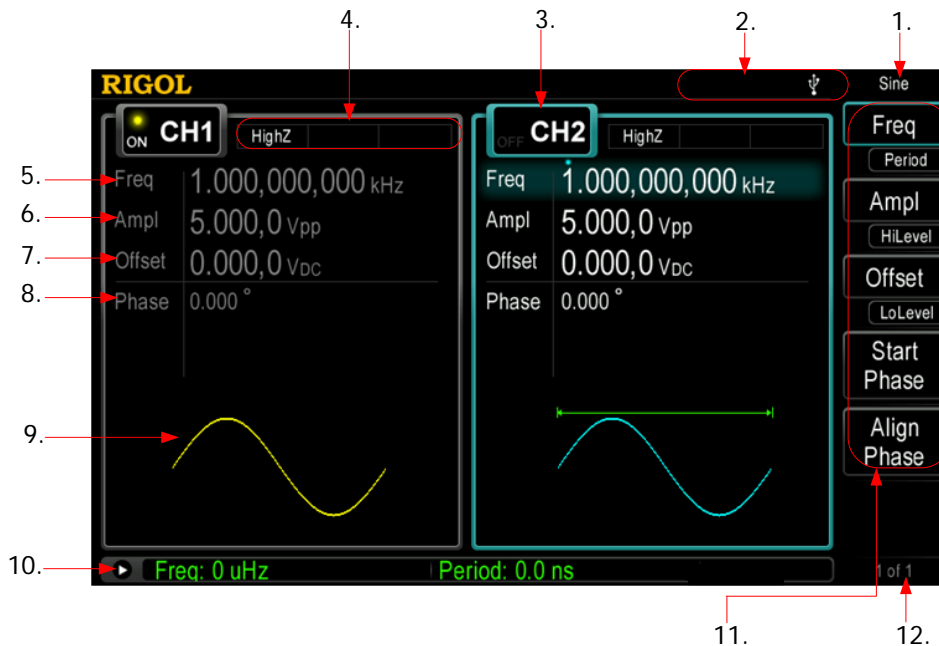 4. 3. 2. 1.
RIGOL
Sine
ON CH1 HighZ
OFF CH2 HighZ
Freq
Period
5. Freq 1.000,000,000 kHz
Freq 1.000,000,000 kHz
Ampl
HiLevel
6. Ampl 5.000,0 Vpp
Ampl 5.000,0 Vpp
7. Offset 0.000,0 VDC
Offset 0.000,0 VDC
Offset
LoLevel
8. Phase 0.000 °
Phase 0.000 °
Start
Phase
Align
Phase
9.
10. Freq: 0 uHz Period: 0.0 ns
1 of 1
11. 12.